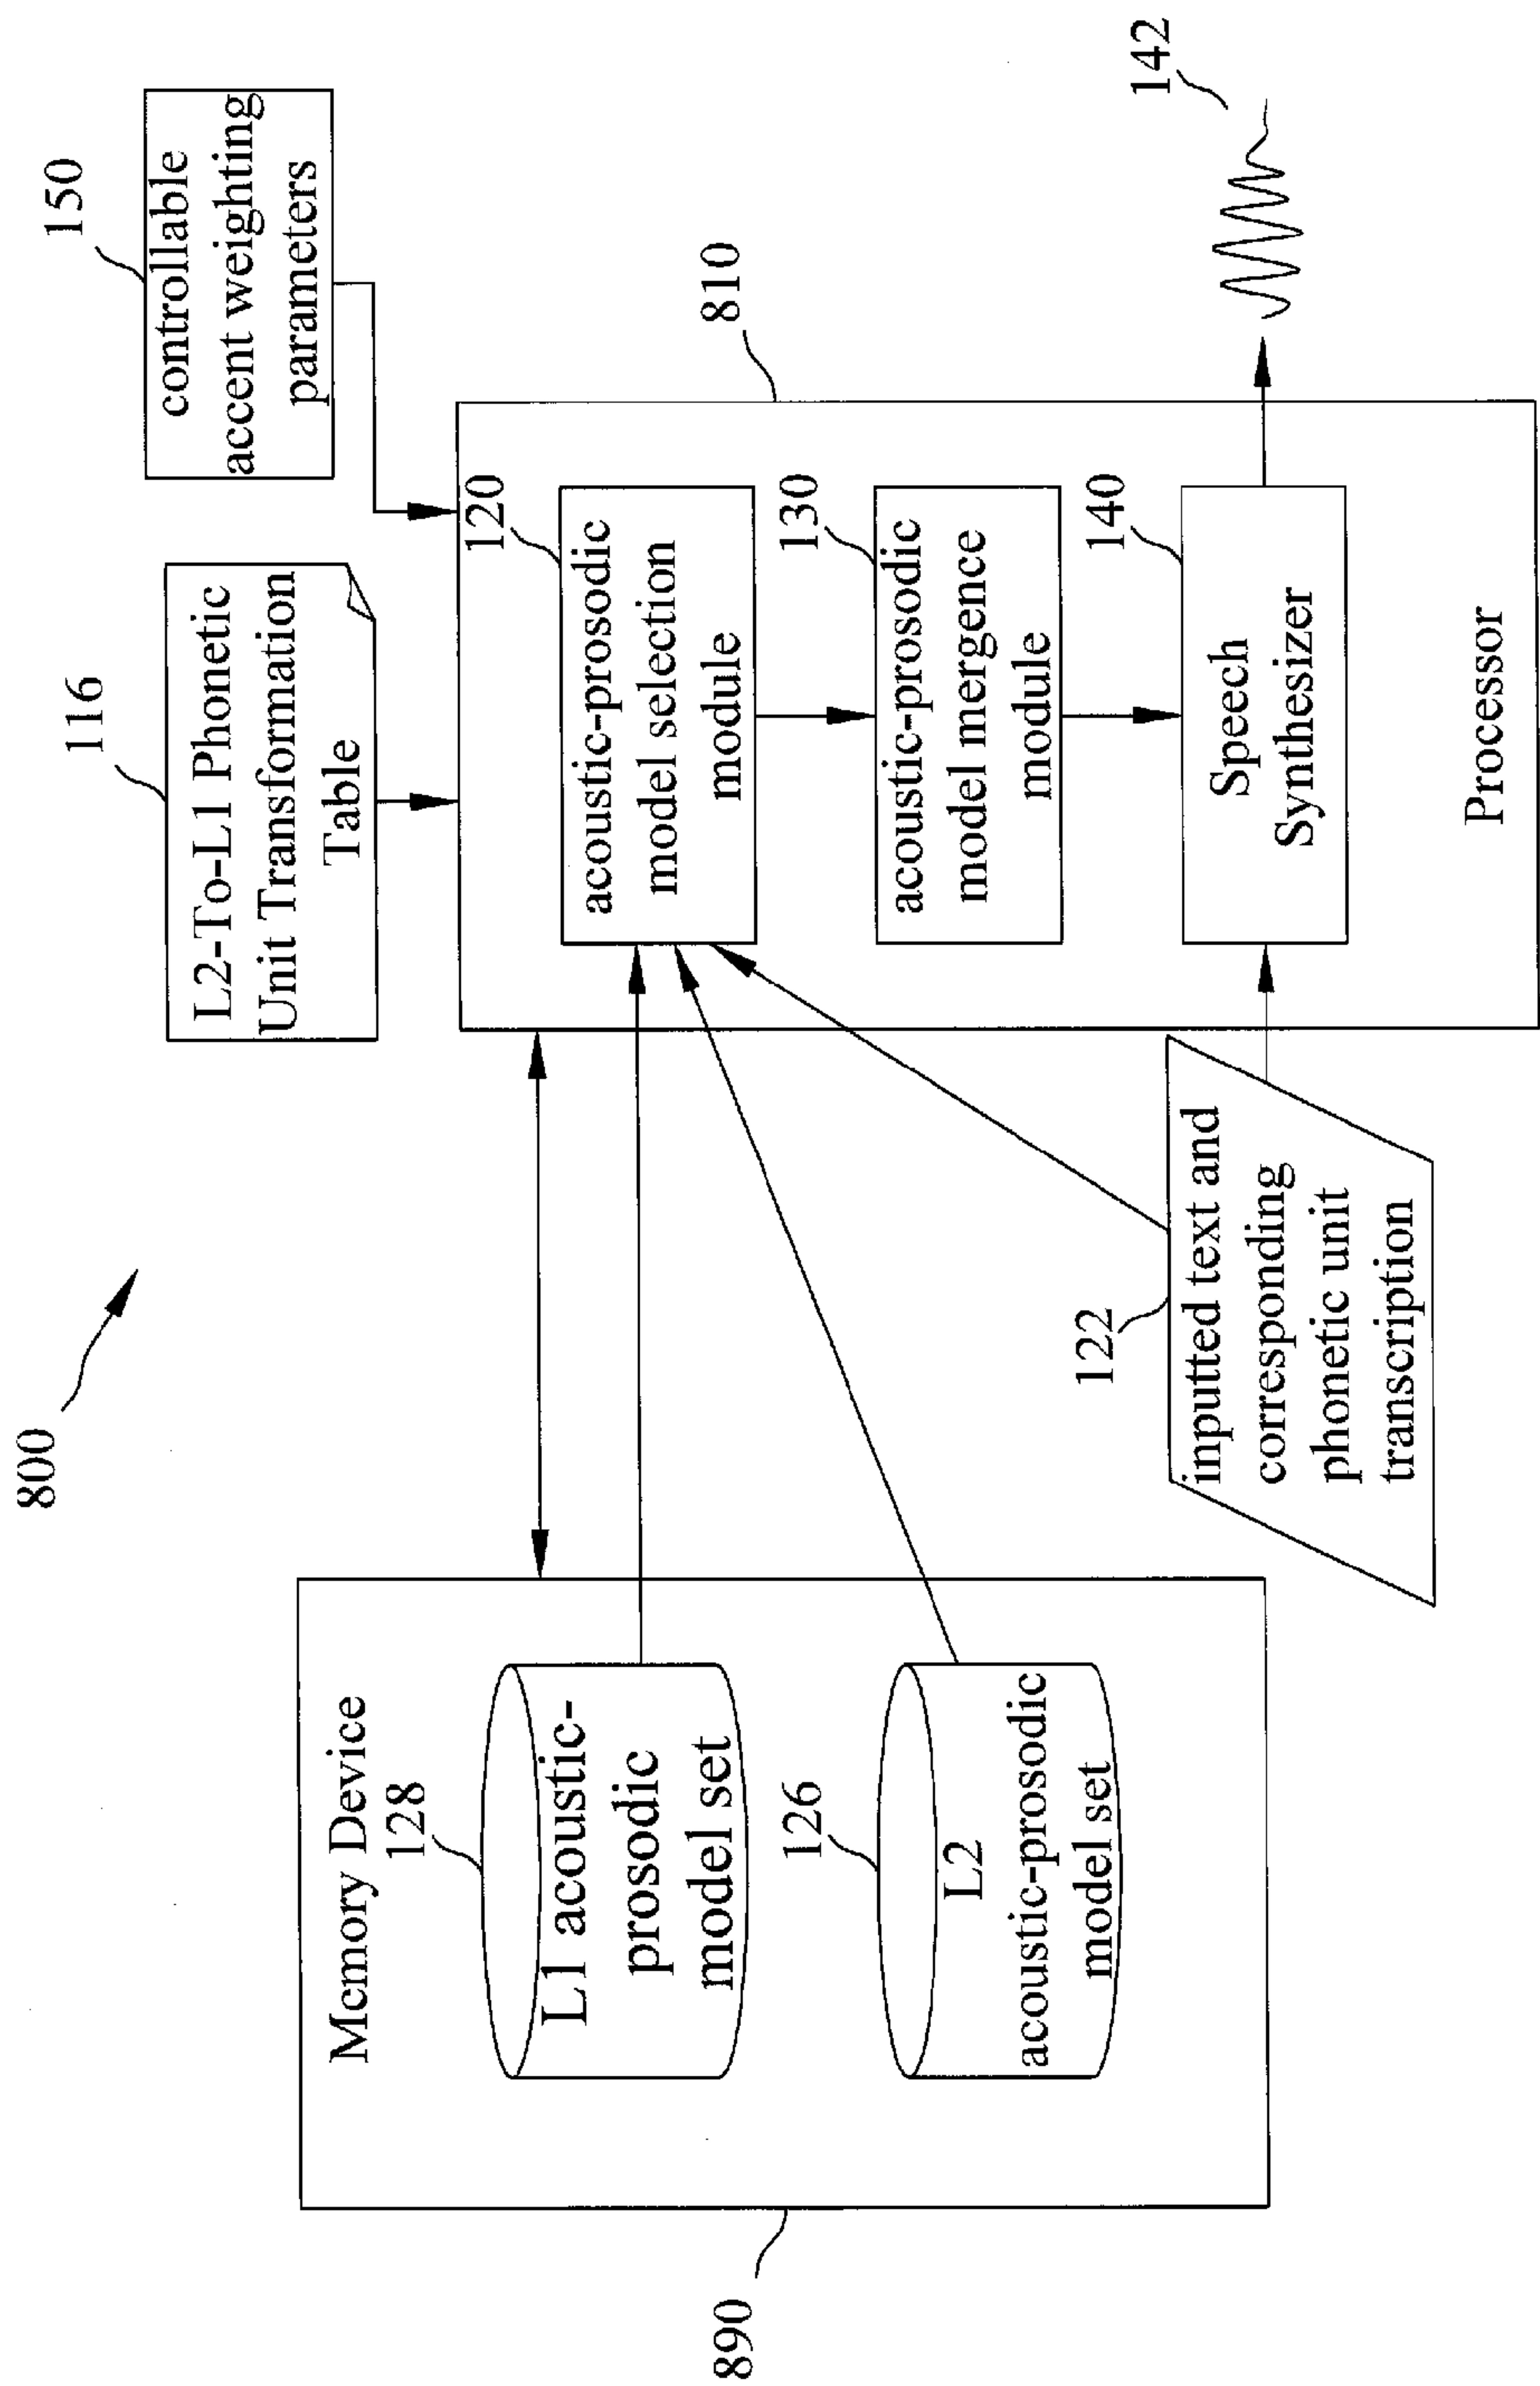 800
890
Memory Device
128
L1 acoustic-
prosodic
model set
126
L2
acoustic-prosodic
model set
122
inputted text and
corresponding
phonetic unit
transcription
116
L2-To-L1 Phonetic
Unit Transformation
Table
150
controllable
accent weighting
parameters
810
120
acoustic-prosodic
model selection
module
130
acoustic-prosodic
model mergence
module
140
Speech
Synthesizer
Processor
142